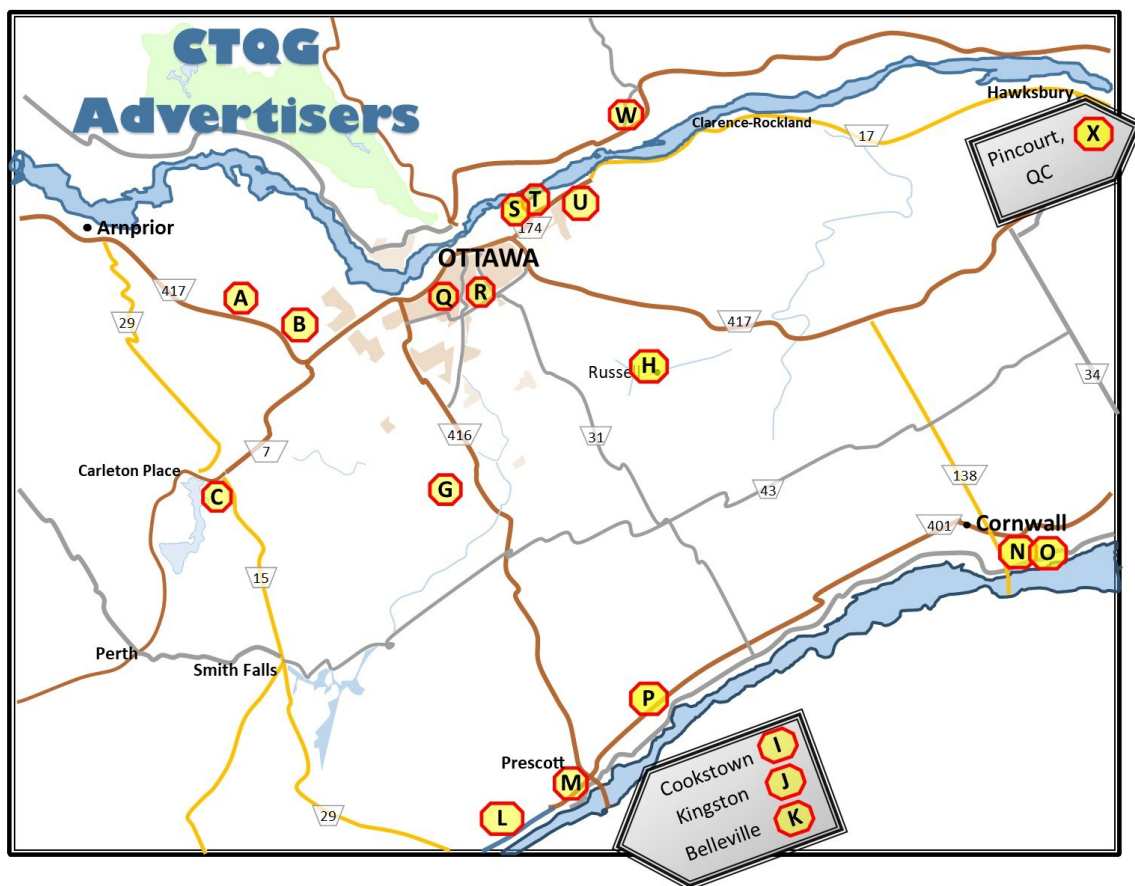 CTQG
Advertisers
W
Clarence-Rockland
Hawksbury
17
Pincourt,
QC
X
Arnprior
S
T
U
174
OTTAWA
417
A
B
Q
R
29
417
Russell
H
34
416
31
7
Carleton Place
C
G
43
138
401
Cornwall
N
O
15
Perth
Smith Falls
P
Prescott
M
L
29
Cookstown
I
Kingston
J
Belleville
K